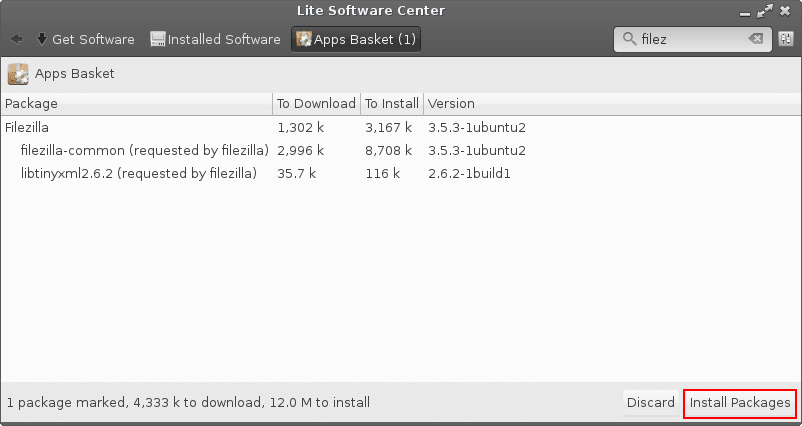 Lite Software Center
Get Software Installed Software Apps Basket (1) filez
Apps Basket
Package To Download To Install Version
Filezilla 1,302 k 3,167 k 3.5.3-1ubuntu2
filezilla-common (requested by filezilla) 2,996 k 8,708 k 3.5.3-1ubuntu2
libtinyxml2.6.2 (requested by filezilla) 35.7 k 116 k 2.6.2-1build1
1 package marked, 4,333 k to download, 12.0 M to install Discard Install Packages